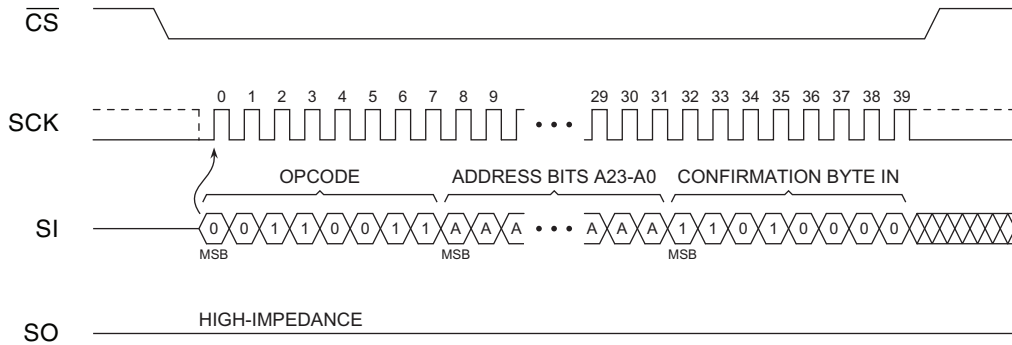 CS
SCK
0 1 2 3 4 5 6 7 8 9 29 30 31 32 33 34 35 36 37 38 39
OPCODE ADDRESS BITS A23-A0 CONFIRMATION BYTE IN
SI
0 0 1 1 0 0 1 1 A A A A A A 1 1 0 1 0 0 0 0
MSB MSB MSB
HIGH-IMPEDANCE
SO